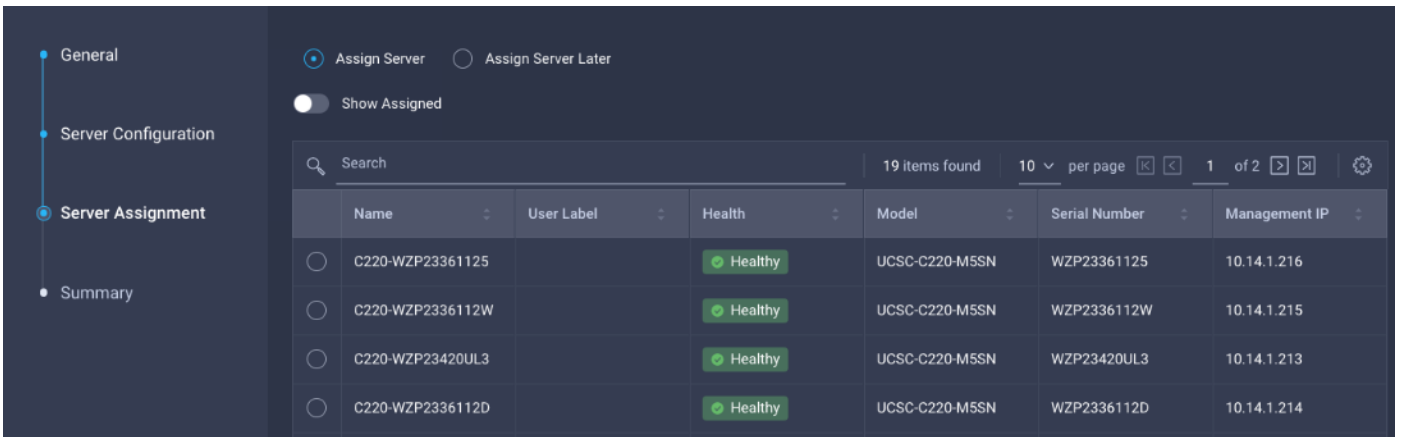 General
Server Configuration
Server Assignment
Summary
Assign Server Assign Server Later
Show Assigned
Search 19 items found 10 per page 1 of 2
Name User Label Health Model Serial Number Management IP
C220-WZP23361125 Healthy UCSC-C220-M5SN WZP23361125 10.14.1.216
C220-WZP2336112W Healthy UCSC-C220-M5SN WZP2336112W 10.14.1.215
C220-WZP23420UL3 Healthy UCSC-C220-M5SN WZP23420UL3 10.14.1.213
C220-WZP2336112D Healthy UCSC-C220-M5SN WZP2336112D 10.14.1.214